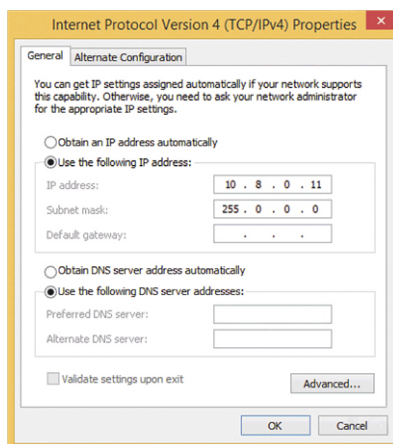 Internet Protocol Version 4 (TCP/IPv4) Properties
General
Alternate Configuration
You can get IP settings assigned automatically if your network supports
this capability. Otherwise, you need to ask your network administrator
for the appropriate IP settings.
Obtain an IP address automatically
Use the following IP address:
IP address: 10 . 8 . 0 . 11
Subnet mask: 255 . 0 . 0 . 0
Default gateway: . . .
Obtain DNS server address automatically
Use the following DNS server addresses:
Preferred DNS server:
Alternate DNS server:
Validate settings upon exit
Advanced...
OK
Cancel